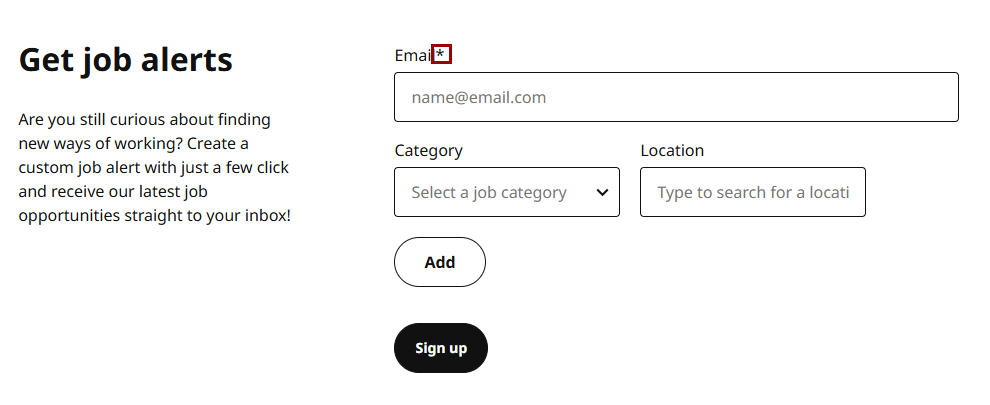 Get job alerts
Are you still curious about finding
new ways of working? Create a
custom job alert with just a few click
and receive our latest job
opportunities straight to your inbox!
Email*
name@email.com
Category
Select a job category
Location
Type to search for a locati
Add
Sign up